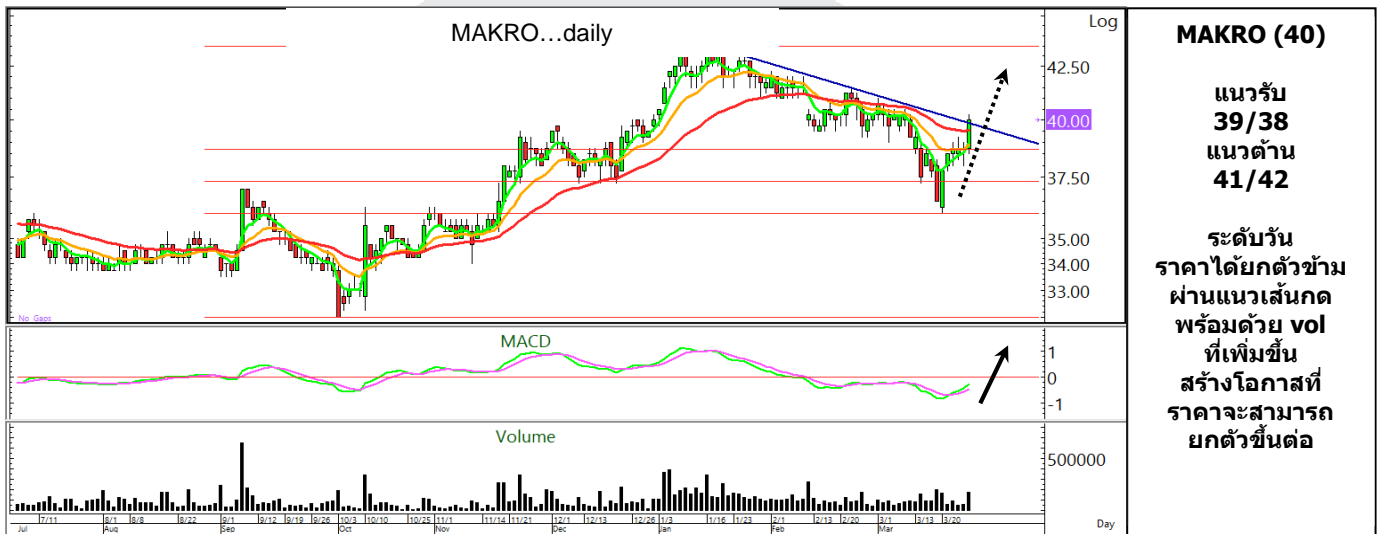 MAKRO...daily
Log
42.50
40.00
37.50
35.00
34.00
33.00
No Gaps
MACD
1
0
-1
Volume
500000
7/11 8/1 8/8 8/22 9/1 9/12 9/19 9/26 10/3 10/10 10/25 11/1 11/14 11/21 12/1 12/13 12/26 1/3 1/16 1/23 2/1 2/13 2/20 3/1 3/13 3/20
Jul Aug Sep Oct Nov Dec Jan Feb Mar
Day
MAKRO (40)
แนวรับ
39/38
แนวต้าน
41/42
ระดับวัน
ราคาได้ยกตัวข้าม
ผ่านแนวเส้นกด
พร้อมด้วย vol
ที่เพิ่มขึ้น
สร้างโอกาสที่
ราคาจะสามารถ
ยกตัวขึ้นต่อ